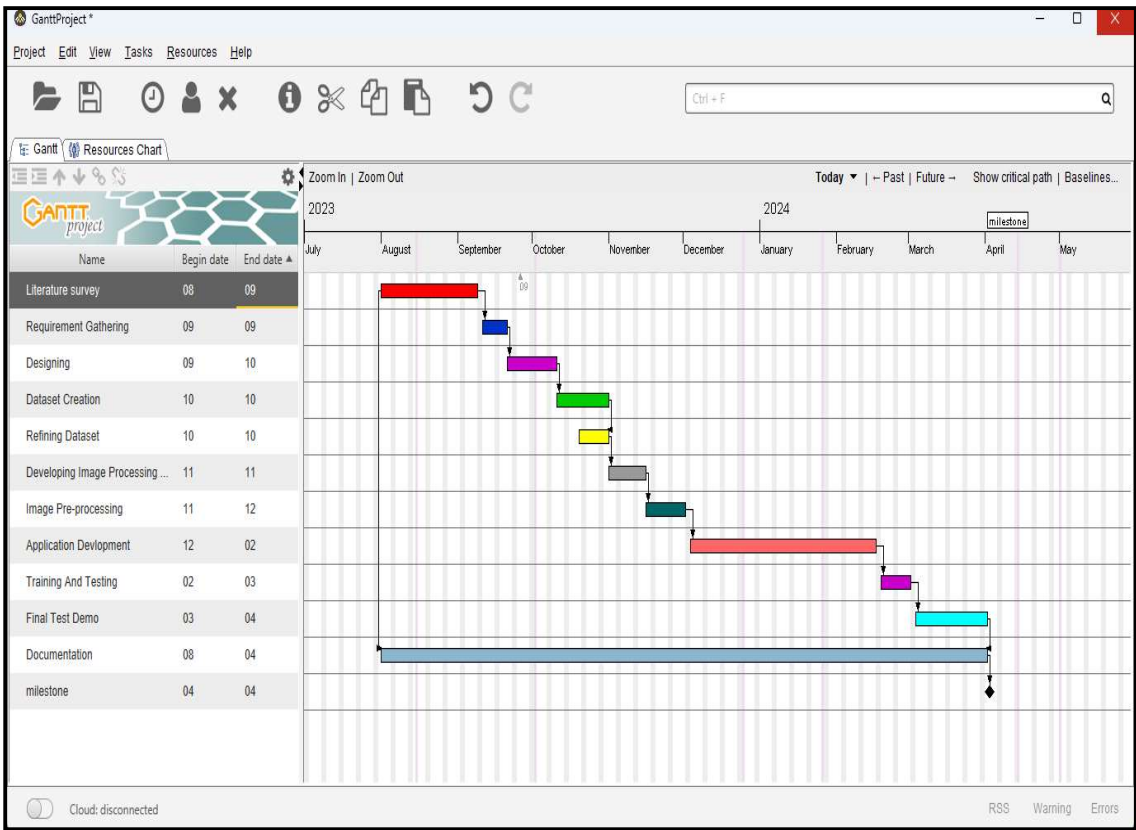 GanttProject *
Project Edit View Tasks Resources Help
Ctrl + F
Gantt Resources Chart
Zoom In | Zoom Out Today ▼ | ← Past | Future → Show critical path | Baselines...
GANTT project
2023 2024
milestone
July August September October November December January February March April May
Name Begin date End date
09
Literature survey 08 09
Requirement Gathering 09 09
Designing 09 10
Dataset Creation 10 10
Refining Dataset 10 10
Developing Image Processing ... 11 11
Image Pre-processing 11 12
Application Devlopment 12 02
Training And Testing 02 03
Final Test Demo 03 04
Documentation 08 04
milestone 04 04
Cloud: disconnected RSS Warning Errors